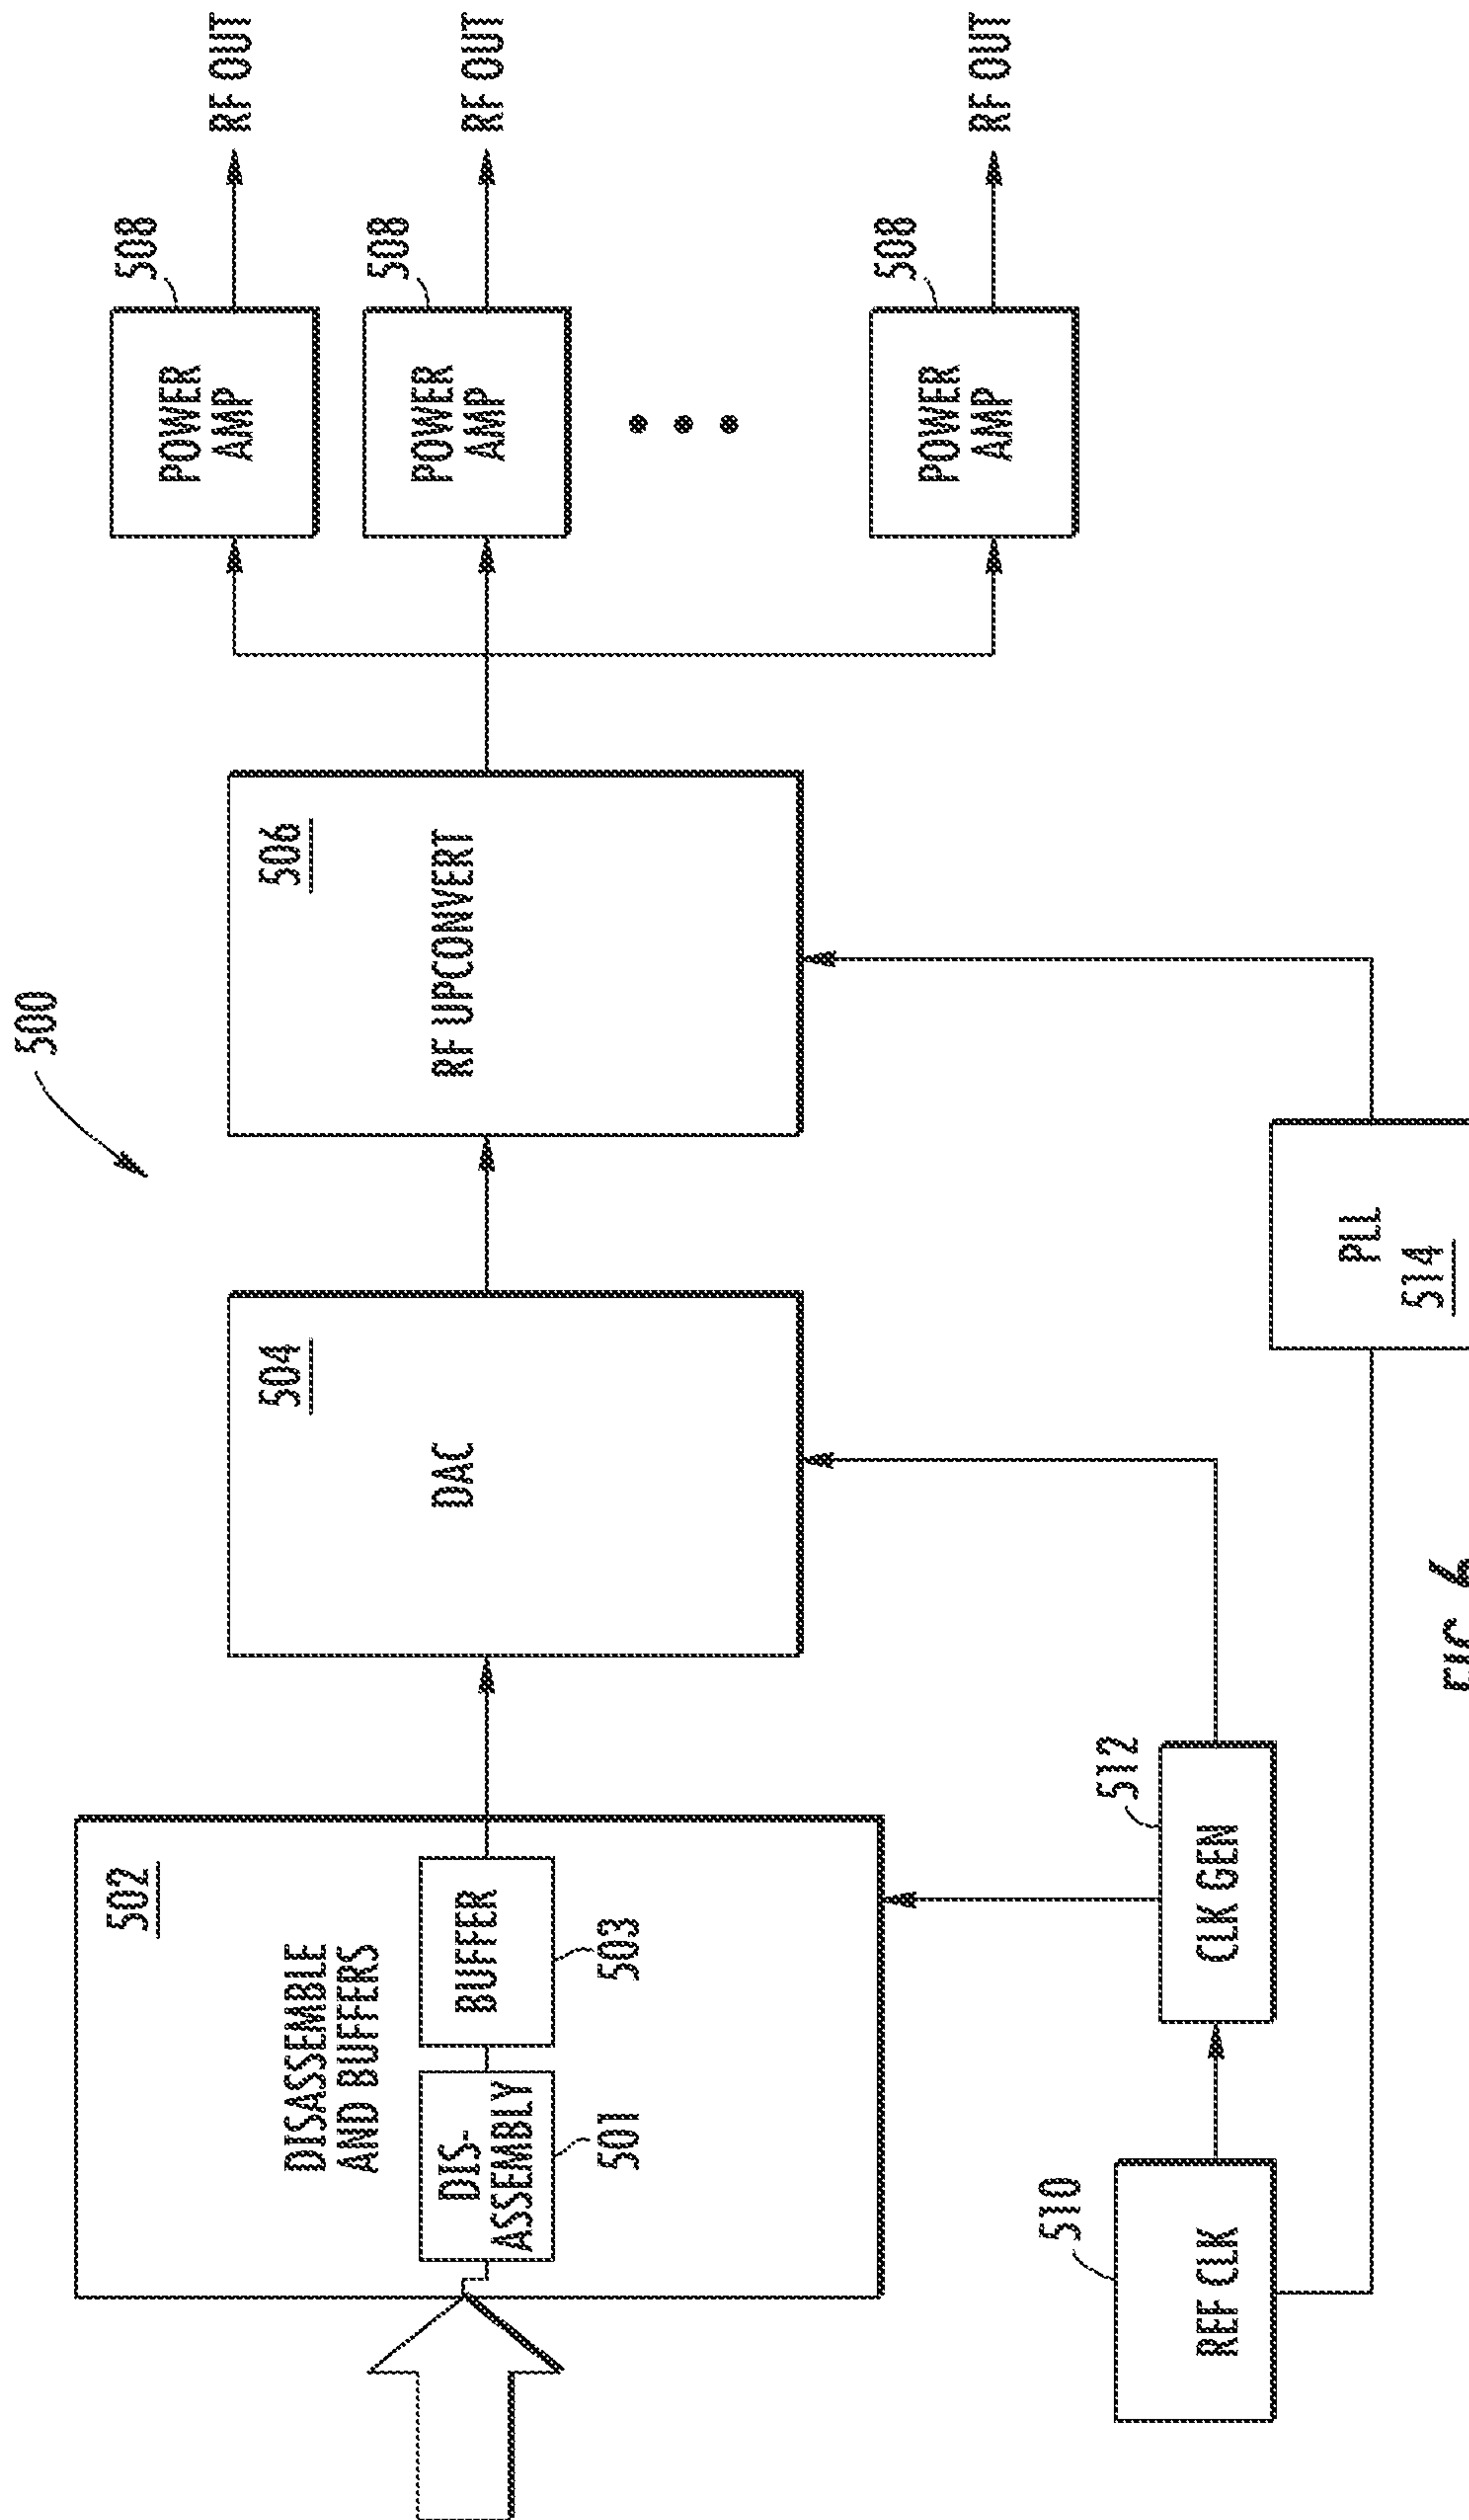 500
502
DISASSEMBLE
AND BUFFERS
DIS-
ASSEMBLY
501
BUFFER
503
504
DAC
506
RF UPCONVERT
508
POWER
AMP
RF OUT
508
POWER
AMP
RF OUT
508
POWER
AMP
RF OUT
510
REF CLK
512
CLK GEN
PLL
514